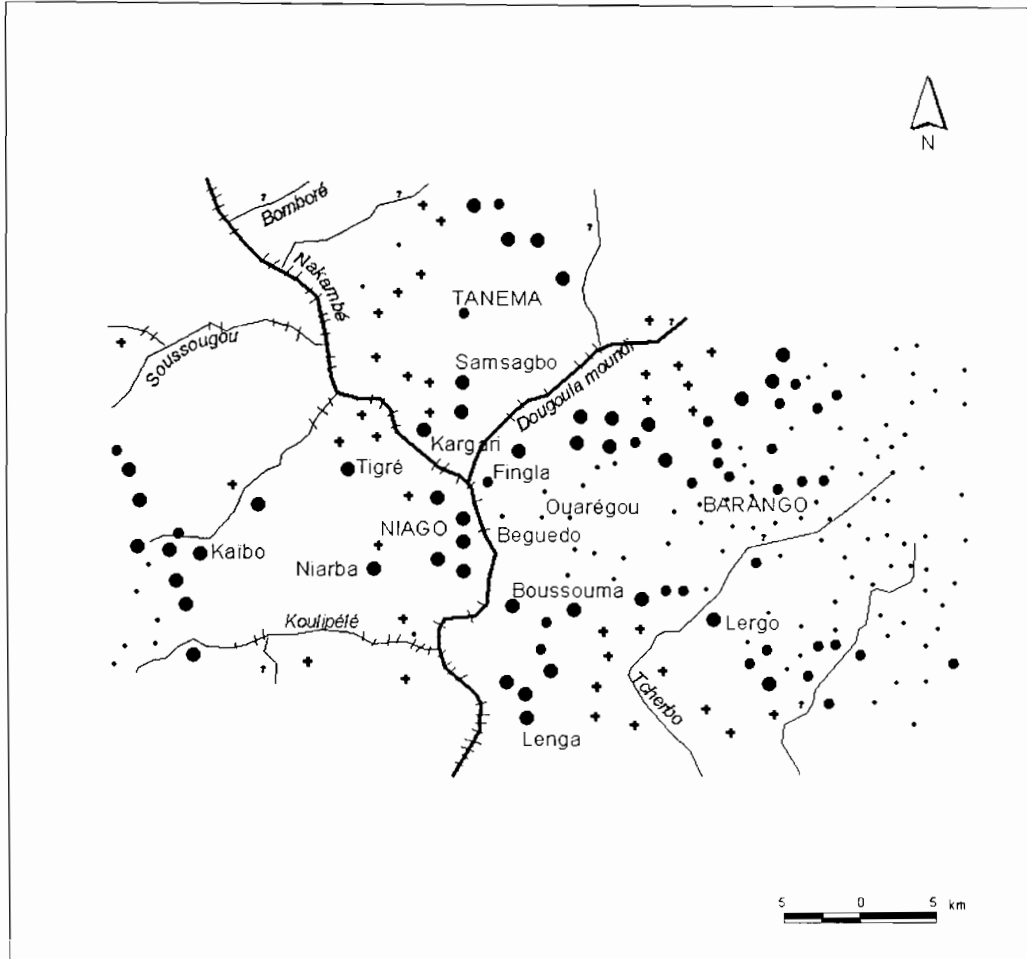 N
?
?
Bomboré
?
Nakambé
TANEMA
?
Soussougou
Samsagbo
Dougoula moundi
Kargari
Tigré
Fingla
Ouarégou
BARANGO
NIAGO
Beguedo
?
Kaïbo
Niarba
Boussouma
Koulipélé
Lergo
?
Tcherbo
?
Lenga
5 0 5 km